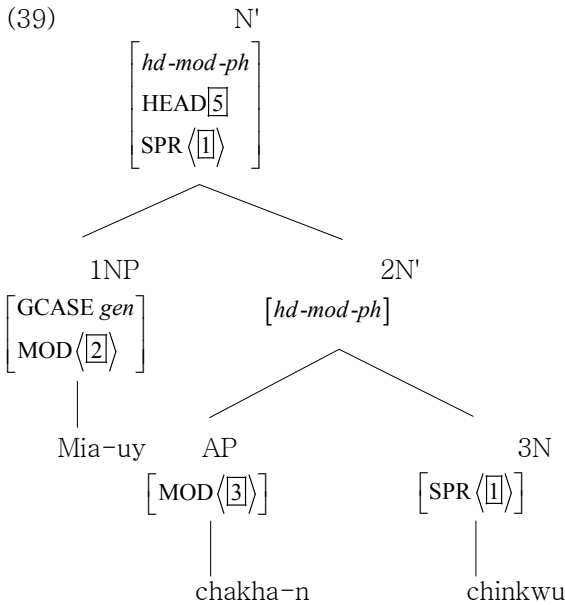 (39) N'
hd-mod-ph
HEAD 5
SPR ⟨1⟩
1NP 2N'
GCASE gen
MOD ⟨2⟩
[hd-mod-ph]
Mia-uy AP 3N
[MOD ⟨3⟩] [SPR ⟨1⟩]
chakha-n chinkwu